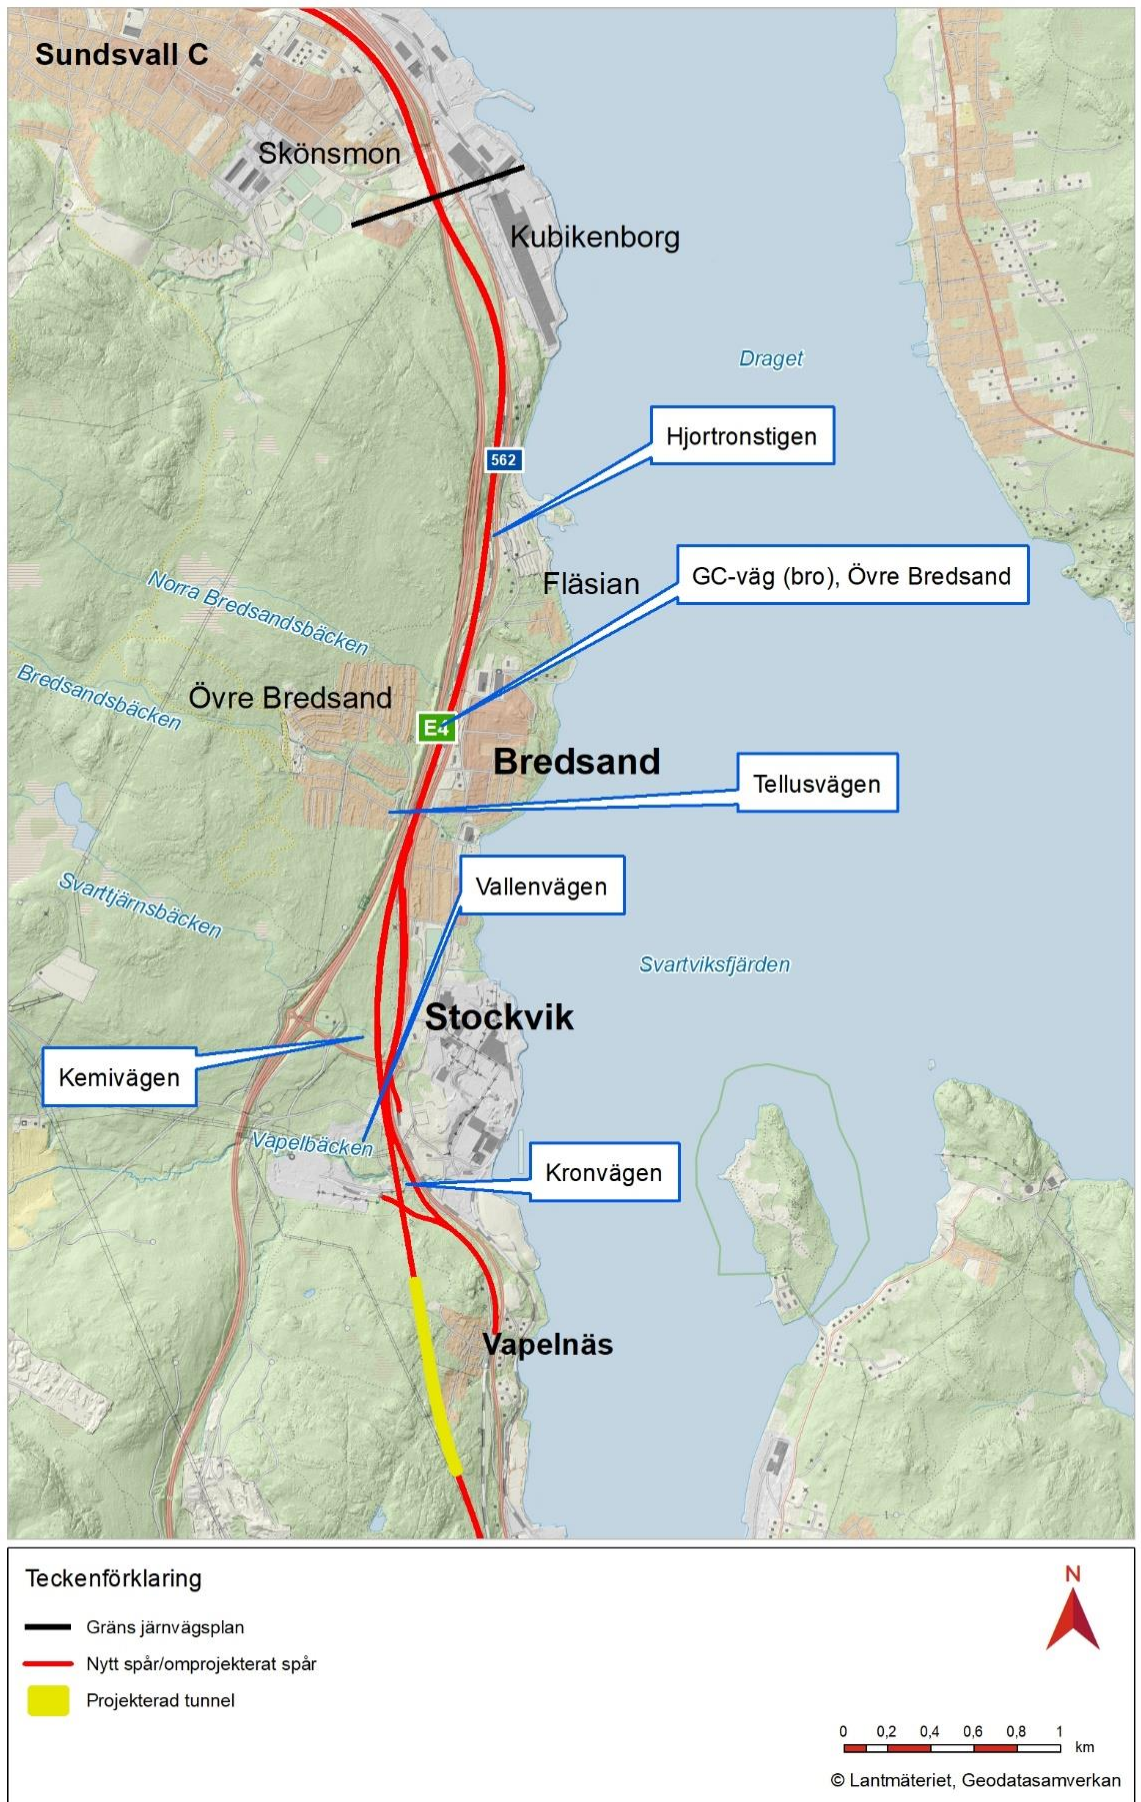 Sundsvall C
Skönsmon
Kubikenborg
Draget
Hjortronstigen
562
Norra Bredsandsbäcken
Fläsian
GC-väg (bro), Övre Bredsand
Bredsandsbäcken
Övre Bredsand
E4
Bredsand
Tellusvägen
Svarttjärnsbäcken
Vallenvägen
Svartviksfjärden
Stockvik
Kemivägen
Vapelbäcken
Kronvägen
Vapelnäs
Teckenförklaring
Gräns järnvägsplan
Nytt spår/omprojekterat spår
Projekterad tunnel
N
0 0,2 0,4 0,6 0,8 1
km
© Lantmäteriet, Geodatasamverkan